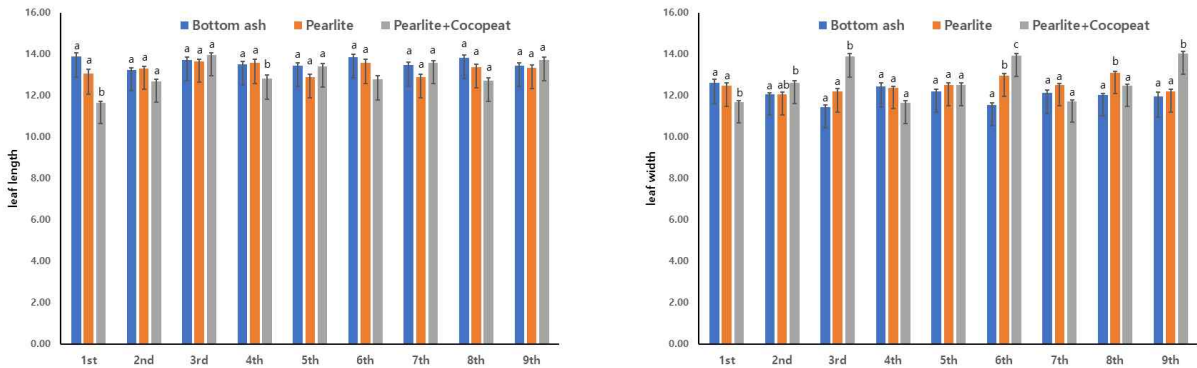 leaf length
16.00
14.00
12.00
10.00
8.00
6.00
4.00
2.00
0.00
Bottom ash Pearlite Pearlite+Cocopeat
a a b a a a a a a a a b a a a a a a a a a a a a a a a
1st 2nd 3rd 4th 5th 6th 7th 8th 9th
leaf width
16.00
14.00
12.00
10.00
8.00
6.00
4.00
2.00
0.00
Bottom ash Pearlite Pearlite+Cocopeat
a a b a ab b a a b a a a a a a a b c a a a a b a a a b
1st 2nd 3rd 4th 5th 6th 7th 8th 9th